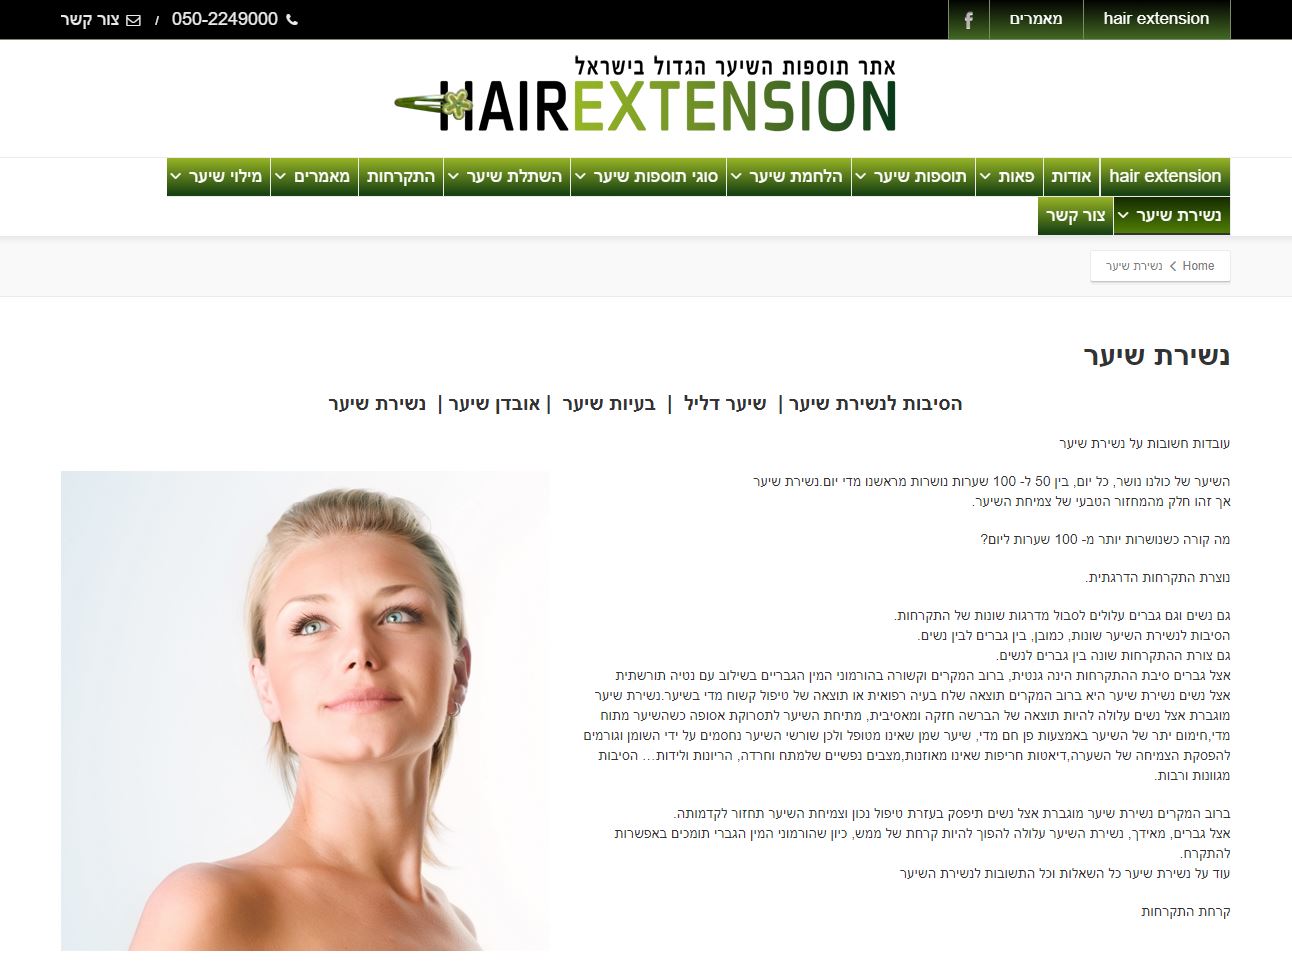 hair extension
מאמרים
050-2249000 / צור קשר
אתר תוספות השיער הגדול בישראל
HAIREXTENSION
hair extension אודות פאות תוספות שיער הלחמת שיער סוגי תוספות שיער השתלת שיער התקרחות מאמרים מילוי שיער
נשירת שיער צור קשר
Home נשירת שיער
נשירת שיער
הסיבות לנשירת שיער | שיער דליל | בעיות שיער | אובדן שיער | נשירת שיער
עובדות חשובות על נשירת שיער
השיער של כולנו נושר, כל יום, בין 50 ל- 100 שערות נושרות מראשנו מדי יום.נשירת שיער
אך זהו חלק מהמחזור הטבעי של צמיחת השיער.
מה קורה כשנושרות יותר מ- 100 שערות ליום?
נוצרת התקרחות הדרגתית.
גם נשים וגם גברים עלולים לסבול מדרגות שונות של התקרחות.
הסיבות לנשירת השיער שונות, כמובן, בין גברים לבין נשים.
גם צורת ההתקרחות שונה בין גברים לנשים.
אצל גברים סיבת ההתקרחות הינה גנטית, ברוב המקרים וקשורה בהורמוני המין הגבריים בשילוב עם נטיה תורשתית
אצל נשים נשירת שיער היא ברוב המקרים תוצאה שלח בעיה רפואית או תוצאה של טיפול קשוח מדי בשיער.נשירת שיער
מוגברת אצל נשים עלולה להיות תוצאה של הברשה חזקה ומאסיבית, מתיחת השיער לתסרוקת אסופה כשהשיער מתוח
מדי,חימום יתר של השיער באמצעות פן חם מדי, שיער שמן שאינו מטופל ולכן שורשי השיער נחסמים על ידי השומן וגורמים
להפסקת הצמיחה של השערה,דיאטות חריפות שאינו מאוזנות,מצבים נפשיים שלמתח וחרדה, הריונות ולידות… הסיבות
מגוונות ורבות.
ברוב המקרים נשירת שיער מוגברת אצל נשים תיפסק בעזרת טיפול נכון וצמיחת השיער תחזור לקדמותה.
אצל גברים, מאידך, נשירת השיער עלולה להפוך להיות קרחת של ממש, כיון שהורמוני המין הגברי תומכים באפשרות
להתקרח.
עוד על נשירת שיער כל השאלות וכל התשובות לנשירת השיער
קרחת התקרחות